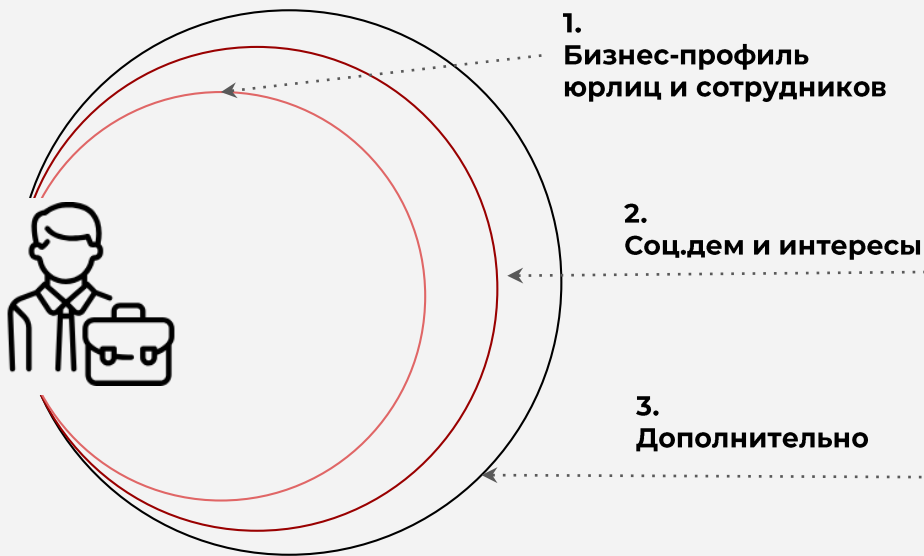 1.
Бизнес-профиль
юрлиц и сотрудников
2.
Соц.дем и интересы
3.
Дополнительно